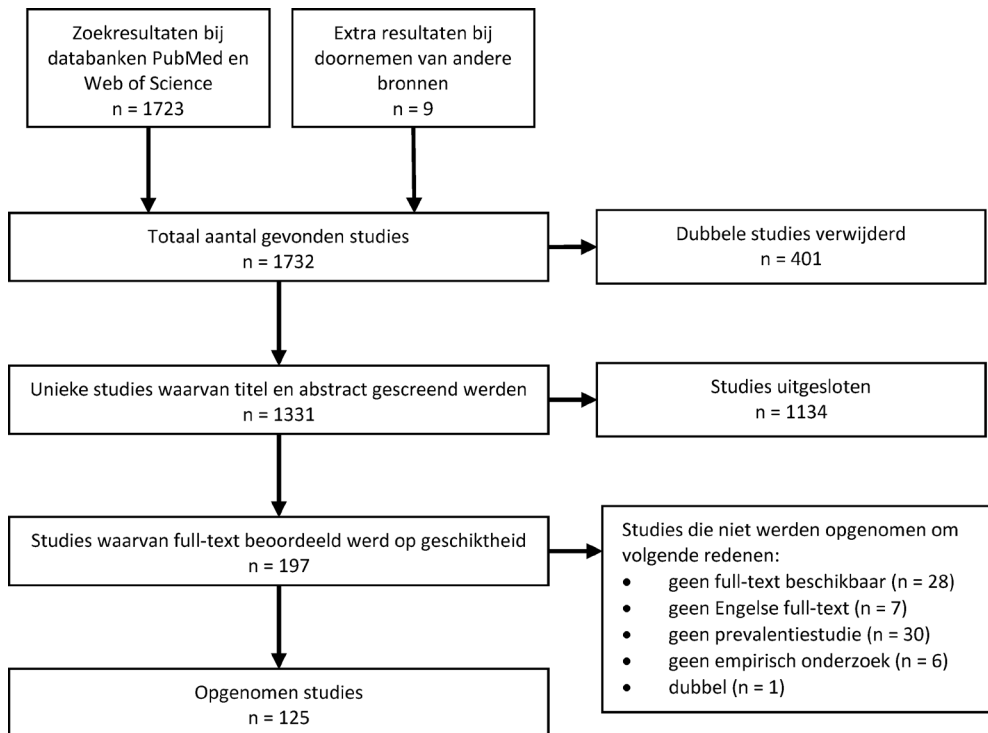 Zoekresultaten bij
databanken PubMed en
Web of Science
n = 1723
Extra resultaten bij
doornemen van andere
bronnen
n = 9
Totaal aantal gevonden studies
n = 1732
Dubbele studies verwijderd
n = 401
Unieke studies waarvan titel en abstract gescreend werden
n = 1331
Studies uitgesloten
n = 1134
Studies waarvan full-text beoordeeld werd op geschiktheid
n = 197
Studies die niet werden opgenomen om
volgende redenen:
• geen full-text beschikbaar (n = 28)
• geen Engelse full-text (n = 7)
• geen prevalentiestudie (n = 30)
• geen empirisch onderzoek (n = 6)
• dubbel (n = 1)
Opgenomen studies
n = 125